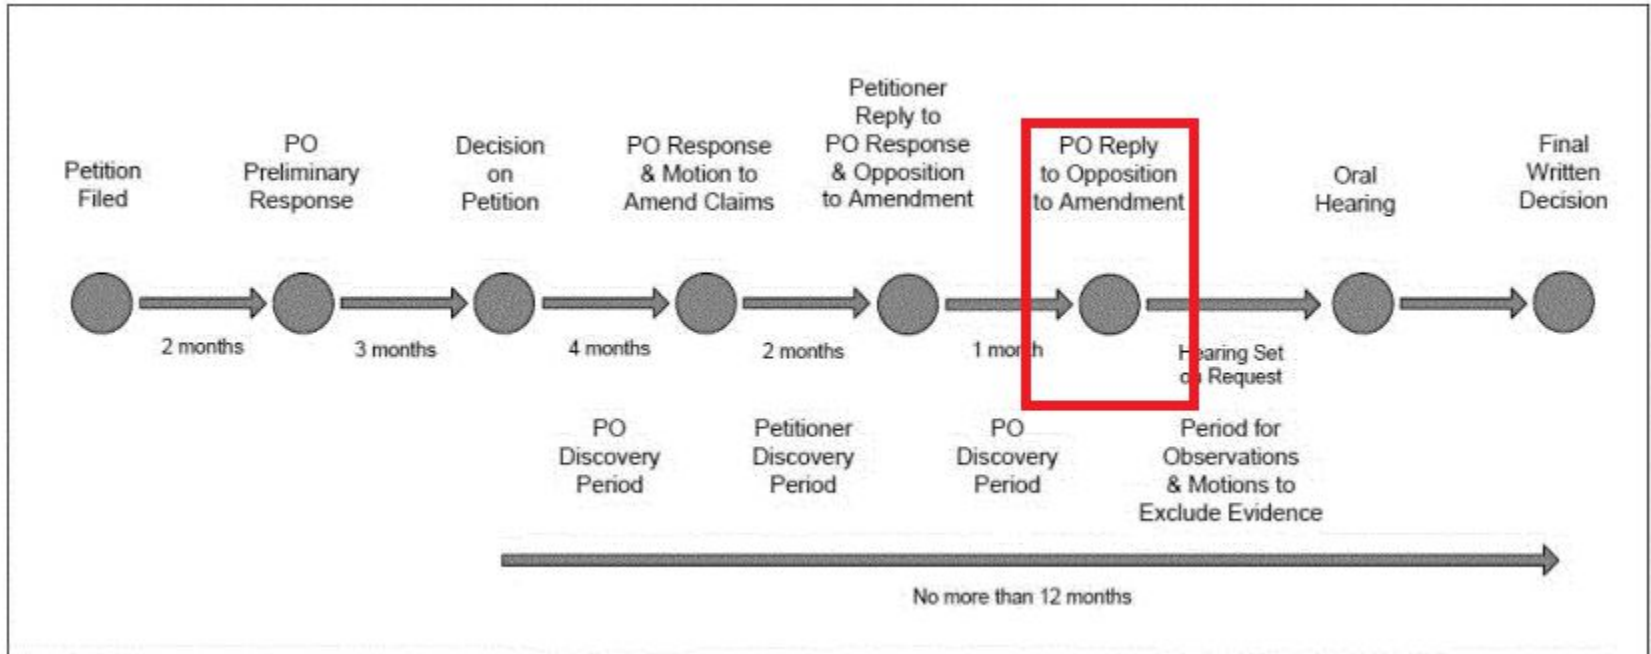 Petition
Filed
PO
Preliminary
Response
Decision
on
Petition
PO Response
& Motion to
Amend Claims
Petitioner
Reply to
PO Response
& Opposition
to Amendment
PO Reply
to Opposition
to Amendment
Oral
Hearing
Final
Written
Decision
2 months
3 months
4 months
2 months
1 month
Hearing Set
on Request
PO
Discovery
Period
Petitioner
Discovery
Period
PO
Discovery
Period
Period for
Observations
& Motions to
Exclude Evidence
No more than 12 months